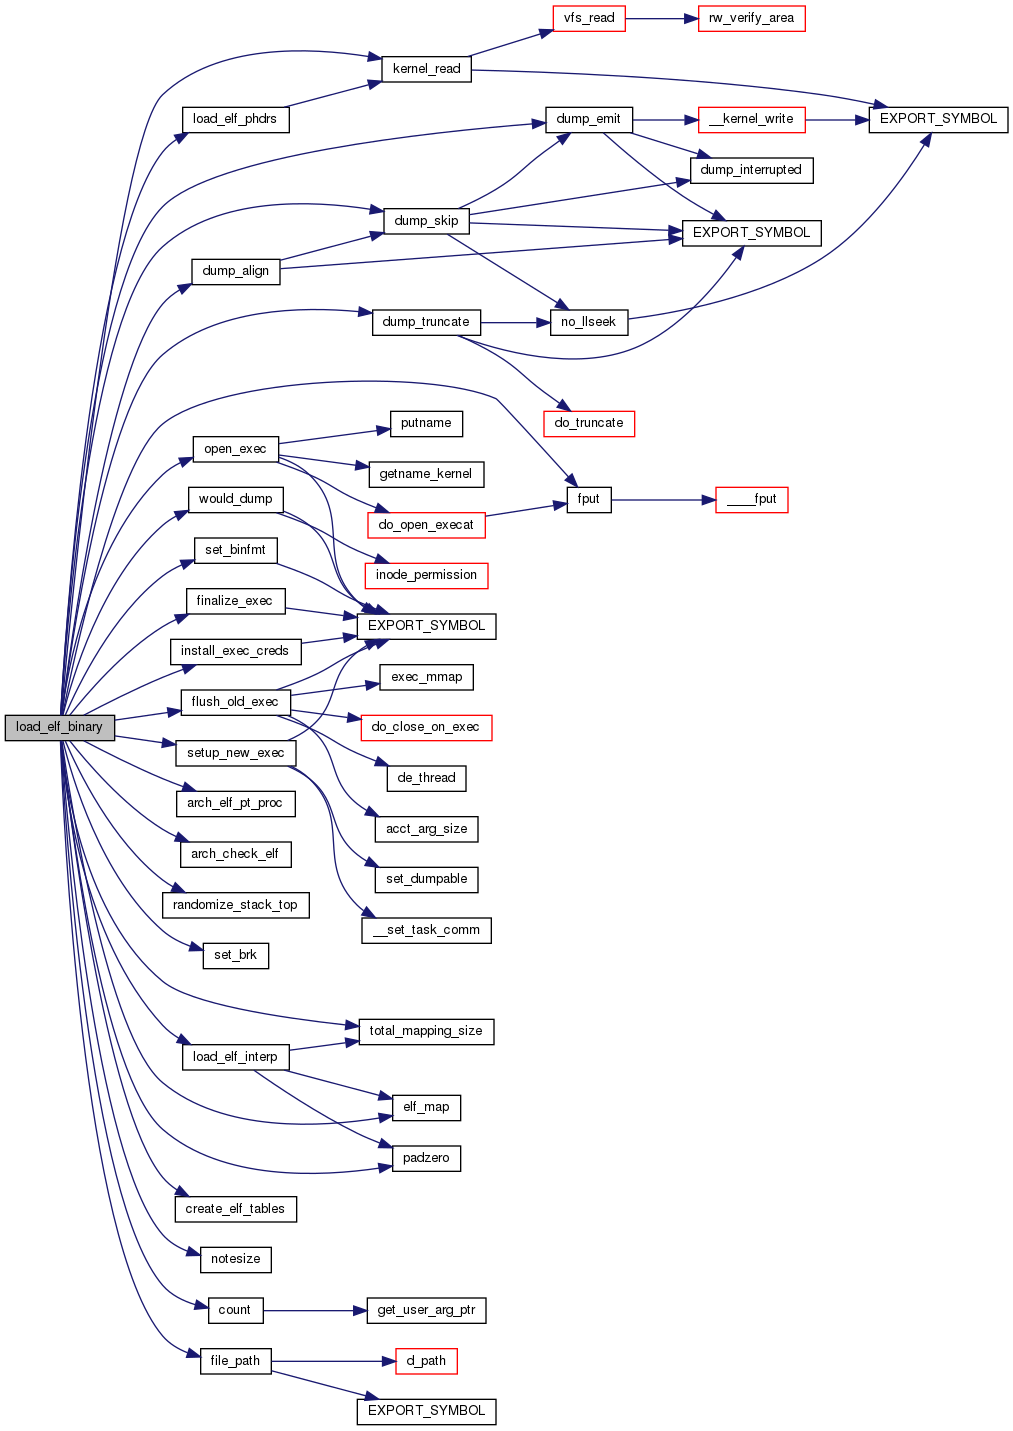 vfs_read
rw_verify_area
kernel_read
load_elf_phdrs
dump_emit
__kernel_write
EXPORT_SYMBOL
dump_interrupted
dump_skip
EXPORT_SYMBOL
dump_align
dump_truncate
no_llseek
do_truncate
putname
open_exec
getname_kernel
would_dump
fput
____fput
do_open_execat
set_binfmt
inode_permission
finalize_exec
EXPORT_SYMBOL
install_exec_creds
exec_mmap
flush_old_exec
load_elf_binary
do_close_on_exec
setup_new_exec
de_thread
arch_elf_pt_proc
acct_arg_size
arch_check_elf
set_dumpable
randomize_stack_top
__set_task_comm
set_brk
total_mapping_size
load_elf_interp
elf_map
padzero
create_elf_tables
notesize
count
get_user_arg_ptr
file_path
d_path
EXPORT_SYMBOL